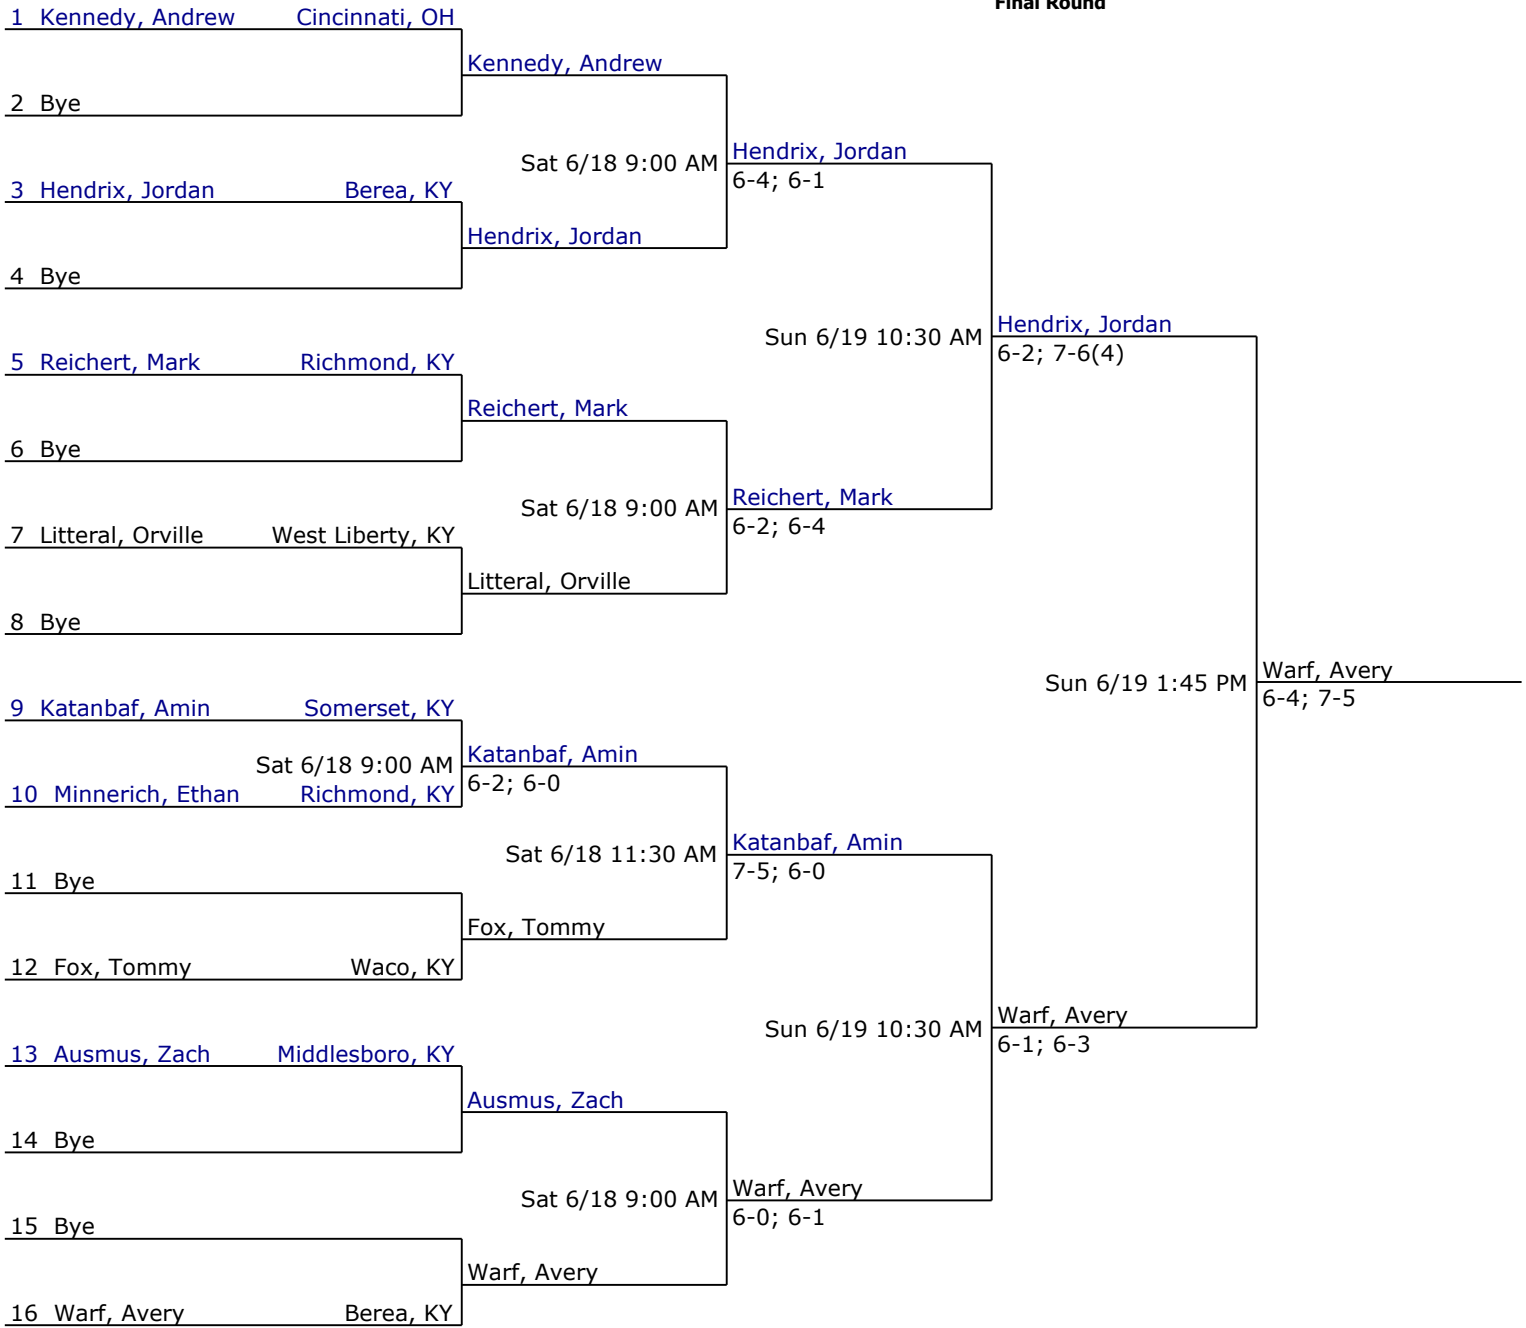 Final Round
1 Kennedy, Andrew Cincinnati, OH
Kennedy, Andrew
2 Bye
Sat 6/18 9:00 AM
Hendrix, Jordan
6-4; 6-1
3 Hendrix, Jordan Berea, KY
Hendrix, Jordan
4 Bye
Sun 6/19 10:30 AM
Hendrix, Jordan
6-2; 7-6(4)
5 Reichert, Mark Richmond, KY
Reichert, Mark
6 Bye
Sat 6/18 9:00 AM
Reichert, Mark
6-2; 6-4
7 Litteral, Orville West Liberty, KY
Litteral, Orville
8 Bye
Sun 6/19 1:45 PM
Warf, Avery
6-4; 7-5
9 Katanbaf, Amin Somerset, KY
Sat 6/18 9:00 AM
Katanbaf, Amin
6-2; 6-0
10 Minnerich, Ethan Richmond, KY
Sat 6/18 11:30 AM
Katanbaf, Amin
7-5; 6-0
11 Bye
Fox, Tommy
12 Fox, Tommy Waco, KY
Sun 6/19 10:30 AM
Warf, Avery
6-1; 6-3
13 Ausmus, Zach Middlesboro, KY
Ausmus, Zach
14 Bye
Sat 6/18 9:00 AM
Warf, Avery
6-0; 6-1
15 Bye
Warf, Avery
16 Warf, Avery Berea, KY